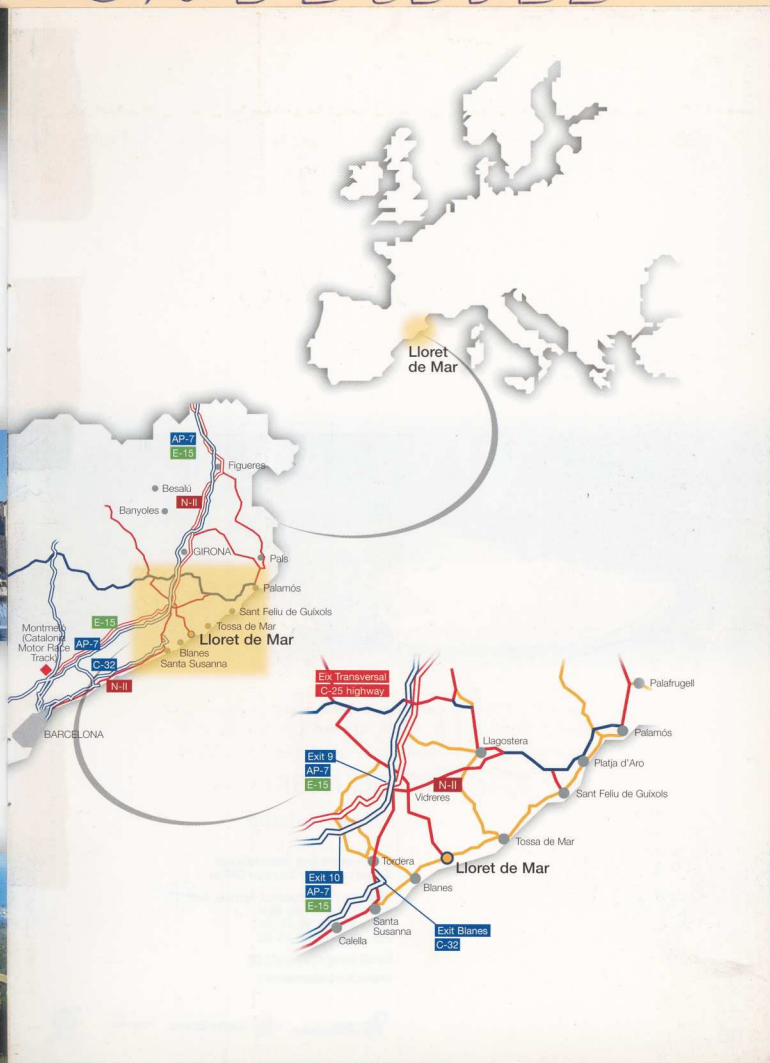 Lloret
de Mar
AP-7
E-15
Figueres
Besalú
N-II
Banyoles
GIRONA
Pals
Palamós
Sant Feliu de Guíxols
E-15
Tossa de Mar
Montmeló
(Catalonia
Motor Race
Track)
AP-7
Lloret de Mar
Blanes
C-32
Santa Susanna
N-II
BARCELONA
Eix Transversal
C-25 highway
Palafrugell
Palamós
Llagostera
Exit 9
AP-7
E-15
Platja d'Aro
N-II
Vidreres
Sant Feliu de Guíxols
Tossa de Mar
Tordera
Lloret de Mar
Exit 10
AP-7
E-15
Blanes
Santa
Susanna
Exit Blanes
C-32
Calella